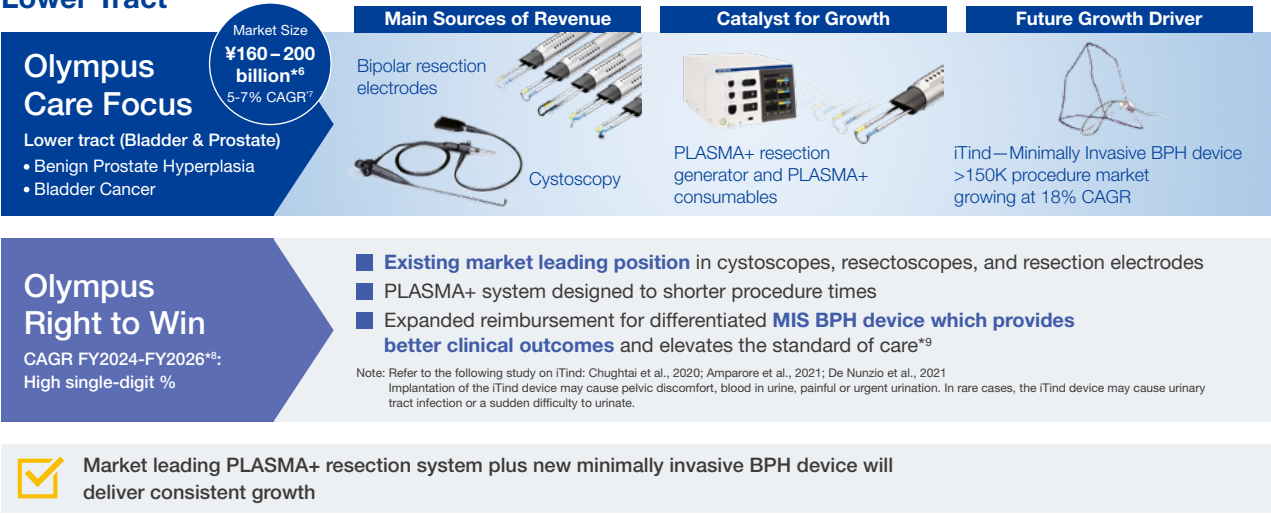 Lower Tract
Market Size
¥160–200
billion*6
5-7% CAGR*7
Olympus
Care Focus
Lower tract (Bladder & Prostate)
• Benign Prostate Hyperplasia
• Bladder Cancer
Main Sources of Revenue
Bipolar resection
electrodes
Cystoscopy
Catalyst for Growth
PLASMA+ resection
generator and PLASMA+
consumables
Future Growth Driver
iTind—Minimally Invasive BPH device
>150K procedure market
growing at 18% CAGR
Olympus
Right to Win
CAGR FY2024-FY2026*8:
High single-digit %
■ Existing market leading position in cystoscopes, resectoscopes, and resection electrodes
■ PLASMA+ system designed to shorter procedure times
■ Expanded reimbursement for differentiated MIS BPH device which provides
better clinical outcomes and elevates the standard of care*9
Note: Refer to the following study on iTind: Chughtai et al., 2020; Amparore et al., 2021; De Nunzio et al., 2021
Implantation of the iTind device may cause pelvic discomfort, blood in urine, painful or urgent urination. In rare cases, the iTind device may cause urinary
tract infection or a sudden difficulty to urinate.
Market leading PLASMA+ resection system plus new minimally invasive BPH device will
deliver consistent growth